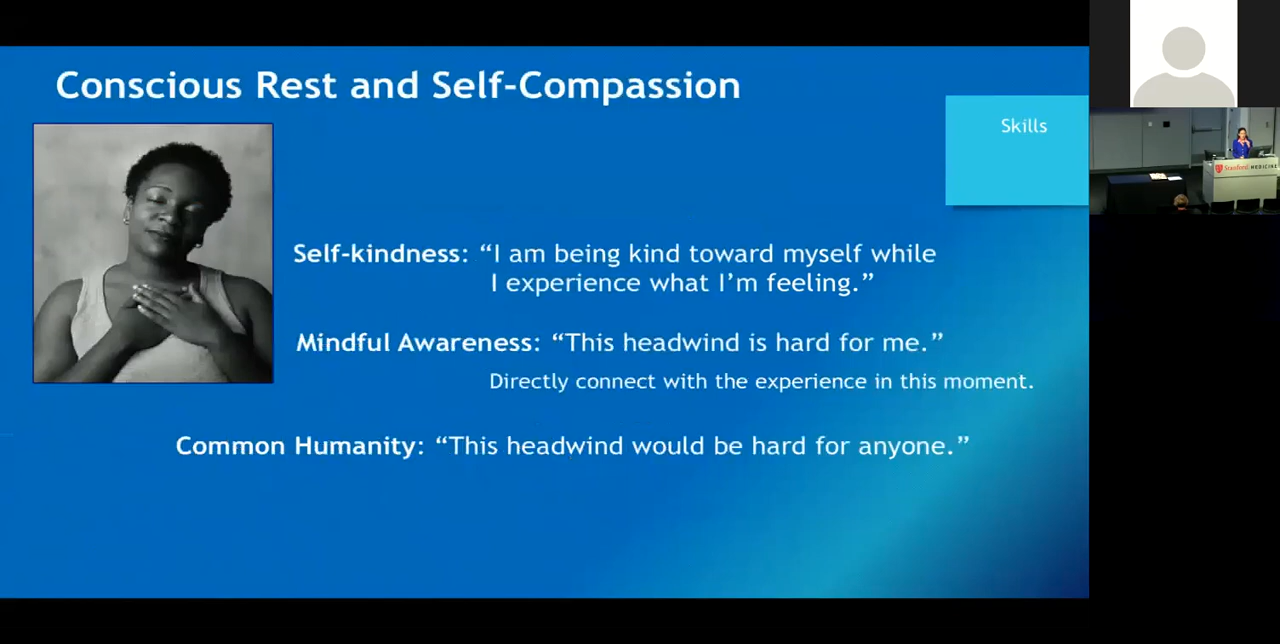 Conscious Rest and Self-Compassion
Skills
Stanford MEDICINE
Self-kindness: “I am being kind toward myself while
I experience what I’m feeling.”
Mindful Awareness: “This headwind is hard for me.”
Directly connect with the experience in this moment.
Common Humanity: “This headwind would be hard for anyone.”